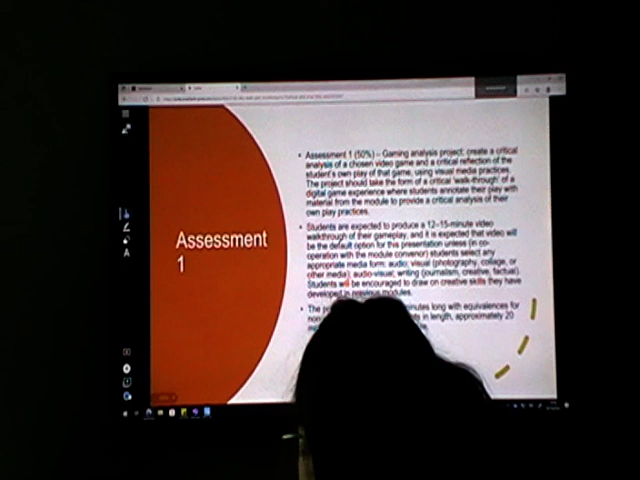 Assessment
1
• Assessment 1 (50%) – Gaming analysis project: create a critical
analysis of a chosen video game and a critical reflection of the
student's own play of that game, using visual media practices.
The project should take the form of a critical 'walk-through' of a
digital game experience where students annotate their play with
material from the module to provide a critical analysis of their
own play practices.
• Students are expected to produce a 12–15-minute video
walkthrough of their gameplay, and it is expected that video will
be the default option for this presentation unless (in co-
operation with the module convenor) students select any
appropriate media form: audio; visual (photography, collage, or
other media); audio-visual; writing (journalism, creative, factual).
Students will be encouraged to draw on creative skills they have
developed in previous modules.
• The minutes long with equivalences for
in length, approximately 20